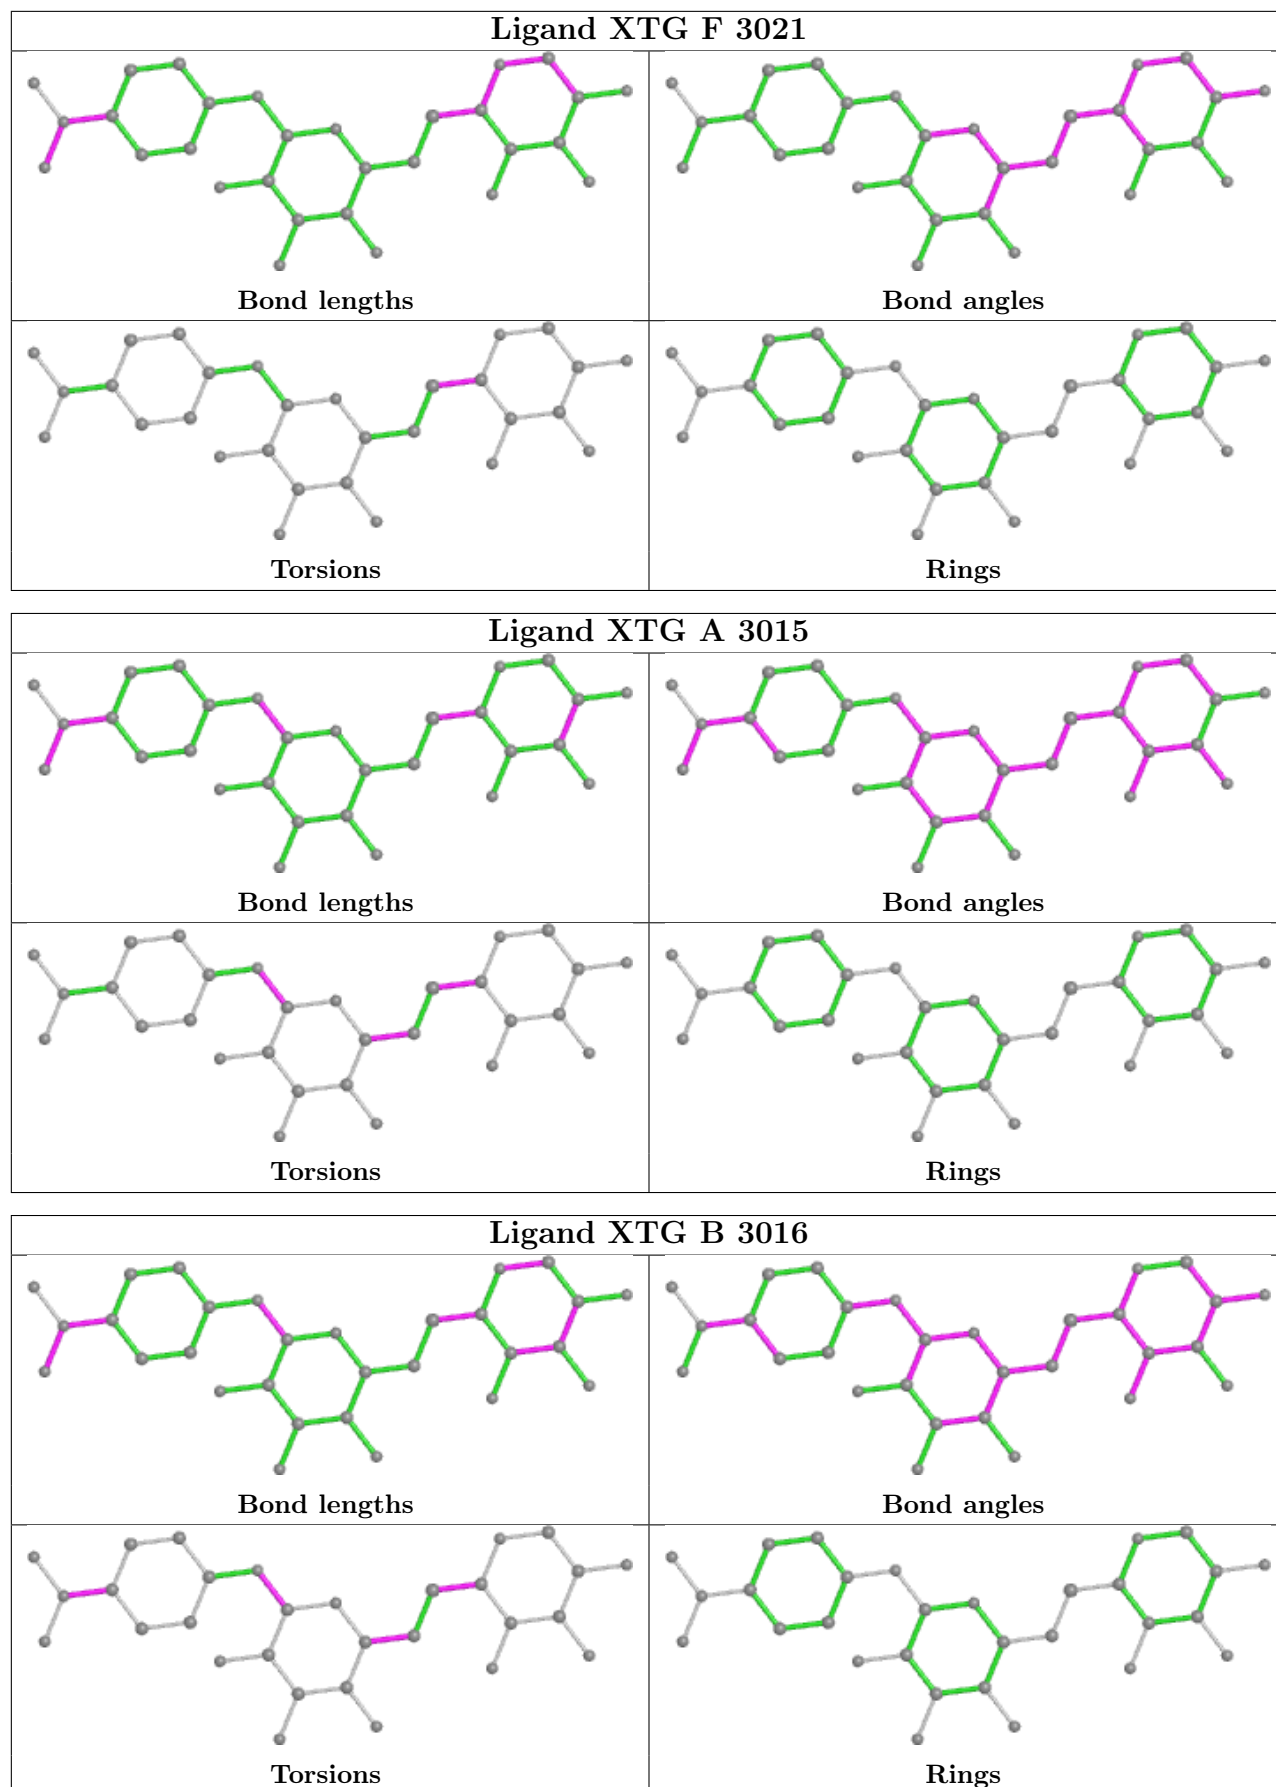 Ligand XTG F 3021
Bond lengths
Bond angles
Torsions
Rings
Ligand XTG A 3015
Bond lengths
Bond angles
Torsions
Rings
Ligand XTG B 3016
Bond lengths
Bond angles
Torsions
Rings